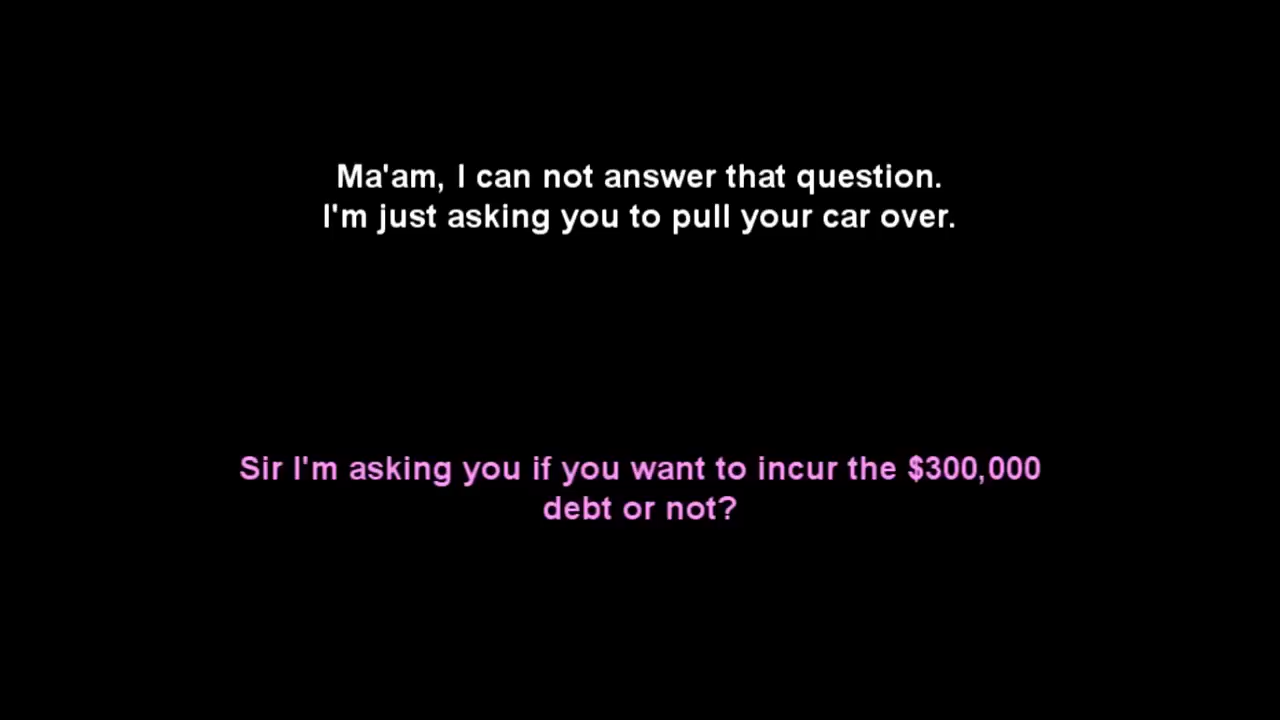 Ma'am, I can not answer that question.
I'm just asking you to pull your car over.
Sir I'm asking you if you want to incur the $300,000
debt or not?